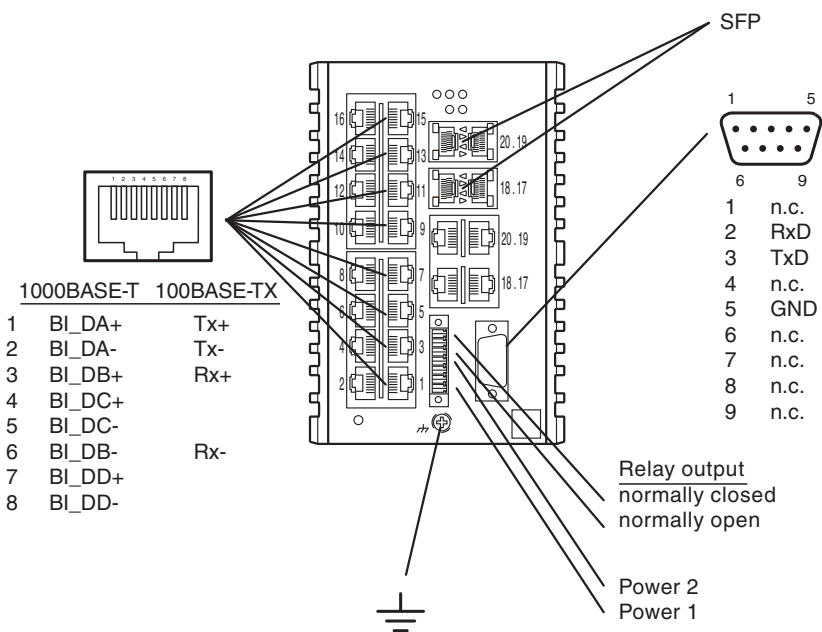 SFP
1 5
6 9
1 n.c.
2 RxD
3 TxD
4 n.c.
5 GND
6 n.c.
7 n.c.
8 n.c.
9 n.c.
16 15
14 13
12 11
10 9
8 7
6 5
4 3
2 1
20.19
18.17
20.19
18.17
1 2 3 4 5 6 7 8
1000BASE-T 100BASE-TX
1 BI_DA+ Tx+
2 BI_DA- Tx-
3 BI_DB+ Rx+
4 BI_DC+
5 BI_DC-
6 BI_DB- Rx-
7 BI_DD+
8 BI_DD-
Relay output
normally closed
normally open
Power 2
Power 1